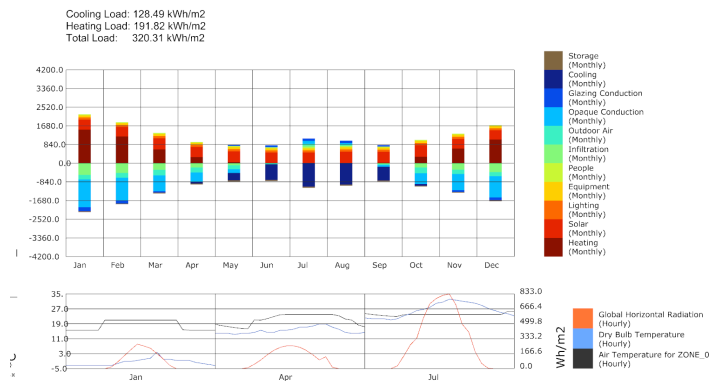 Cooling Load: 128.49 kWh/m2
Heating Load: 191.82 kWh/m2
Total Load: 320.31 kWh/m2
4200.0
3360.0
2520.0
1680.0
840.0
0.0
-840.0
-1680.0
-2520.0
-3360.0
-4200.0
Jan Feb Mar Apr May Jun Jul Aug Sep Oct Nov Dec
Storage
(Monthly)
Cooling
(Monthly)
Glazing Conduction
(Monthly)
Opaque Conduction
(Monthly)
Outdoor Air
(Monthly)
Infiltration
(Monthly)
People
(Monthly)
Equipment
(Monthly)
Lighting
(Monthly)
Solar
(Monthly)
Heating
(Monthly)
35.
27.0
19.0
11.0
3.0
-5.0
833.0
666.4
499.8
333.2
166.6
0.0
Wh/m2
Jan Apr Jul
Global Horizontal Radiation
(Hourly)
Dry Bulb Temperature
(Hourly)
Air Temperature for ZONE_0
(Hourly)